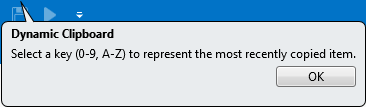 Dynamic Clipboard
Select a key (0-9, A-Z) to represent the most recently copied item.
OK